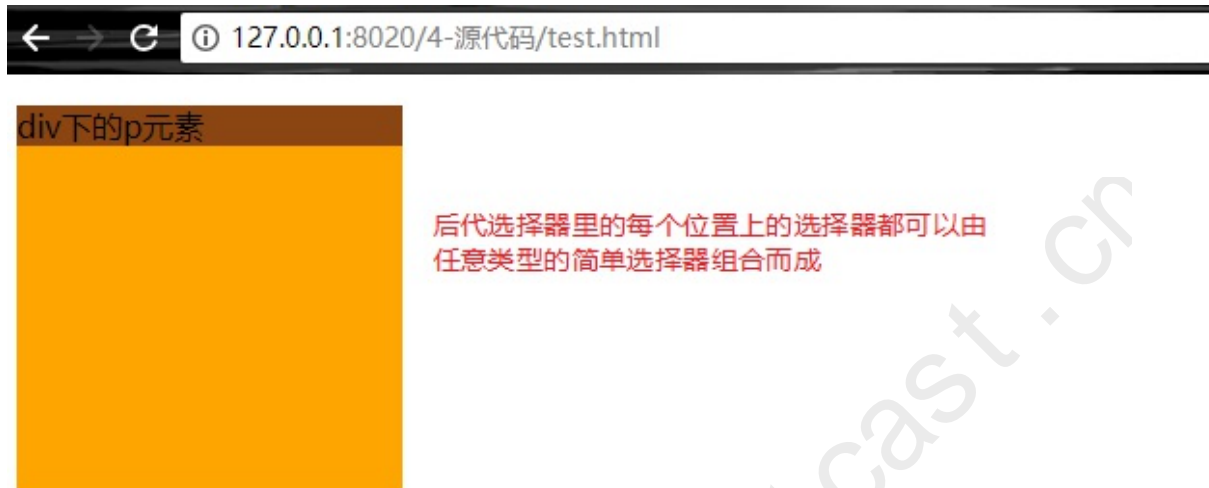 127.0.0.1:8020/4-源代码/test.html
div下的p元素
后代选择器里的每个位置上的选择器都可以由
任意类型的简单选择器组合而成
cast.cn